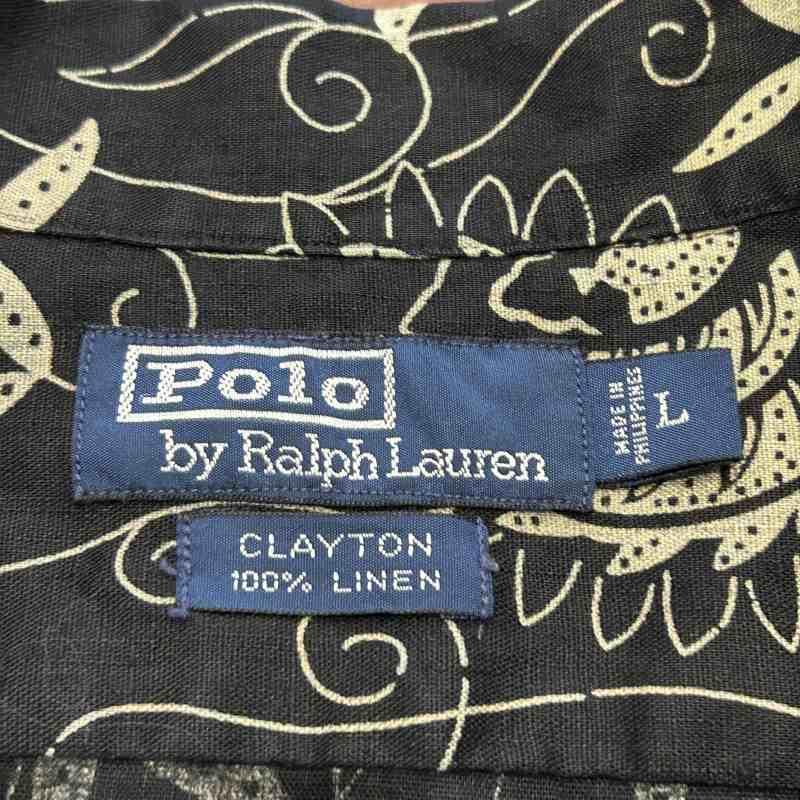 Polo
by Ralph Lauren
MADE IN
PHILIPPINES
L
CLAYTON
100% LINEN